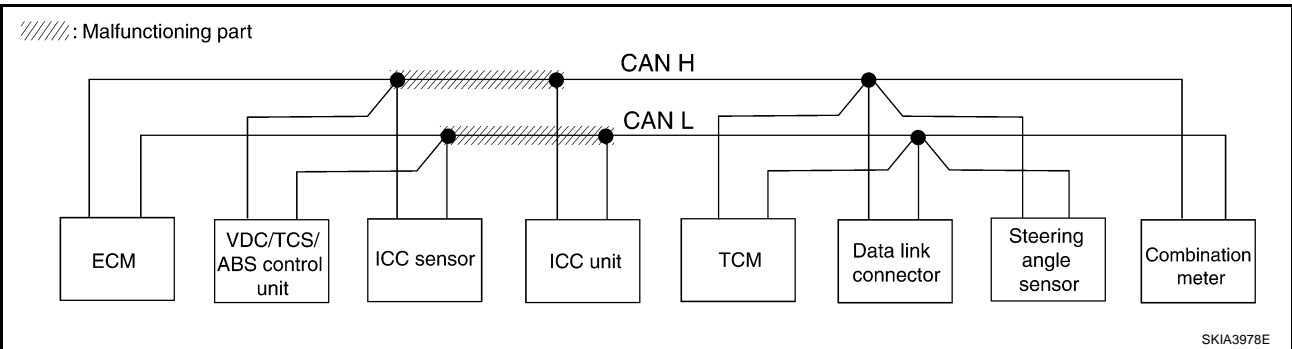 : Malfunctioning part
CAN H
CAN L
ECM
VDC/TCS/
ABS control
unit
ICC sensor
ICC unit
TCM
Data link
connector
Steering
angle
sensor
Combination
meter
SKIA3978E